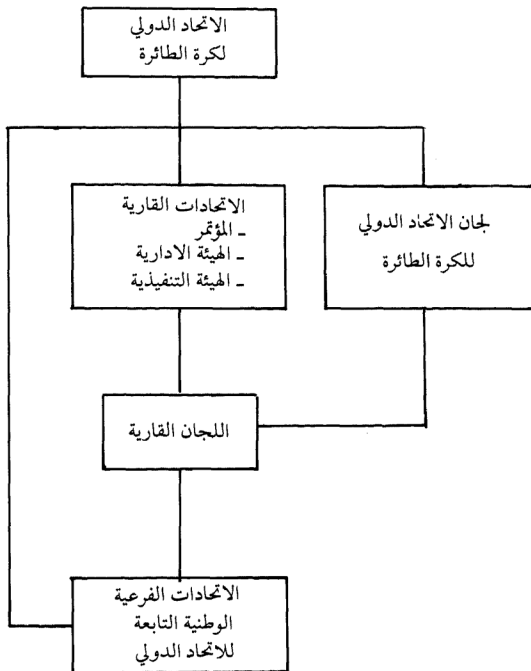 الاتحاد الدولي
لكرة الطائرة
الاتحادات القارية
ـ المؤتمر
ـ الهيئة الادارية
ـ الهيئة التنفيذية
لجان الاتحاد الدولي
للكرة الطائرة
اللجان القارية
الاتحادات الفرعية
الوطنية التابعة
للاتحاد الدولي